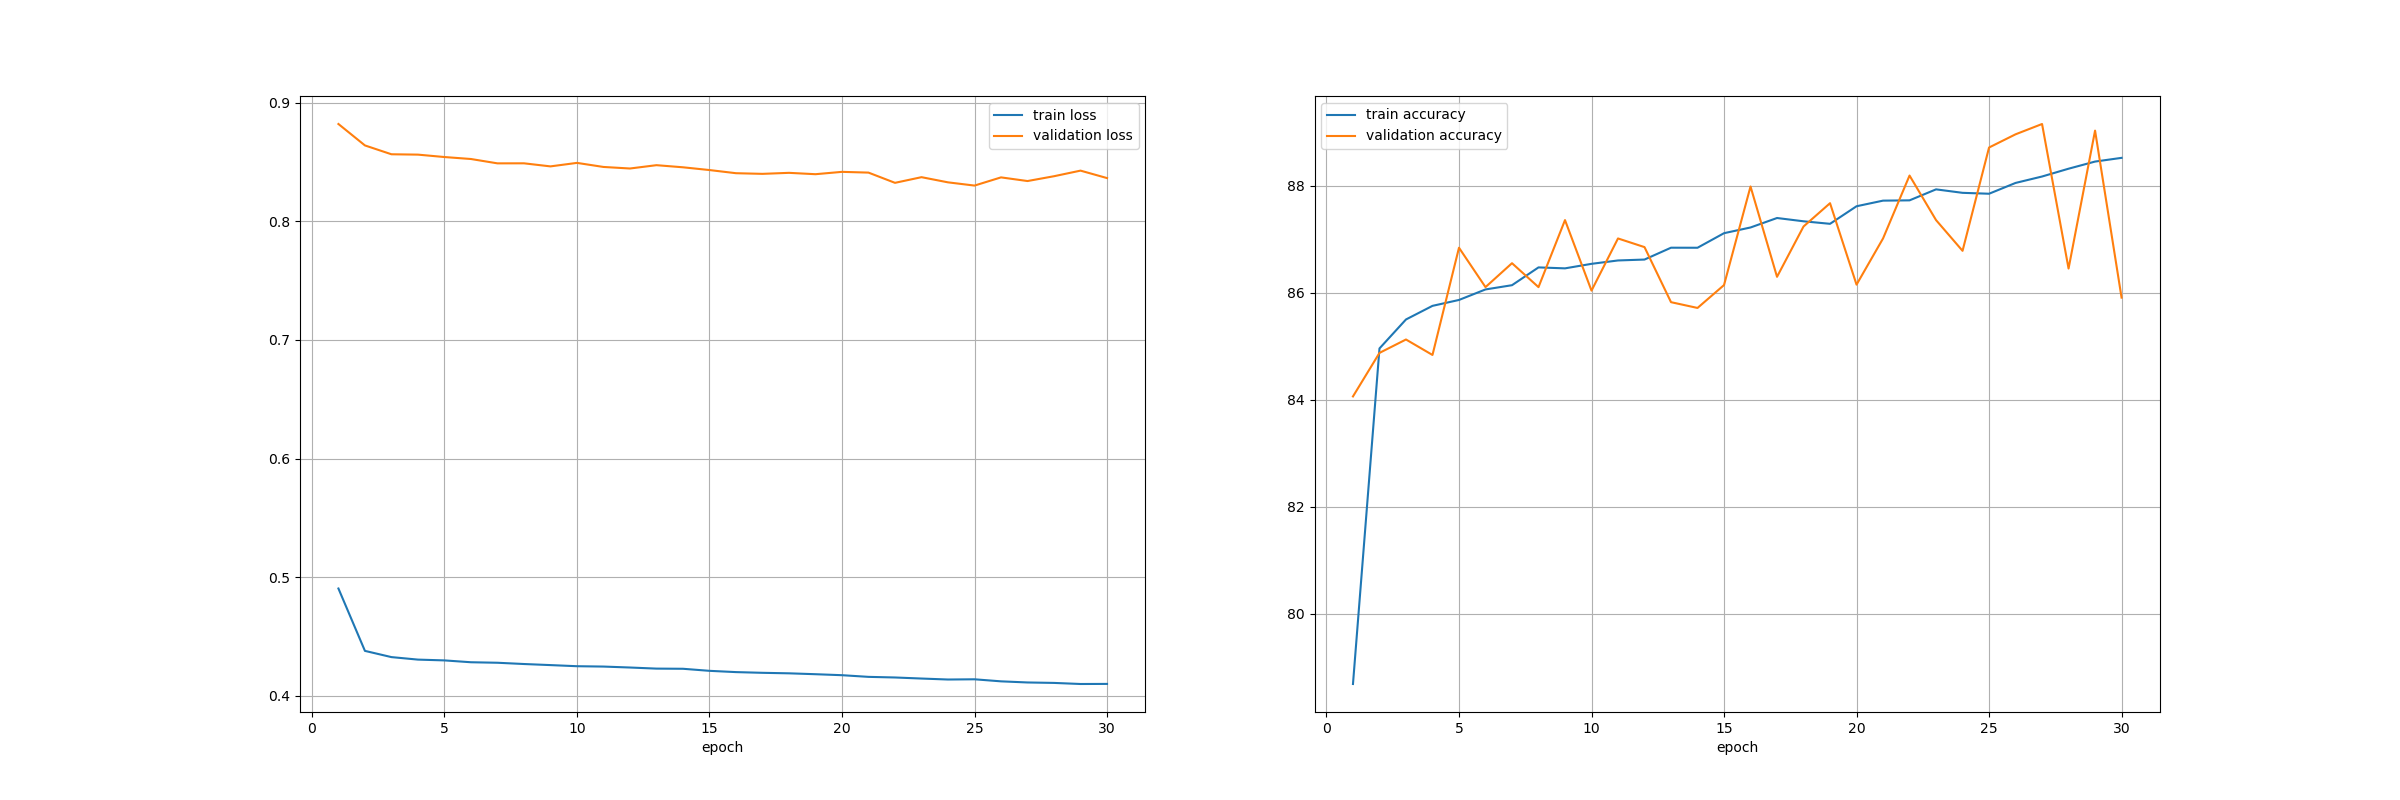 train loss
validation loss
0.9
0.8
0.7
0.6
0.5
0.4
0 5 10 15 20 25 30
epoch
train accuracy
validation accuracy
88
86
84
82
80
0 5 10 15 20 25 30
epoch